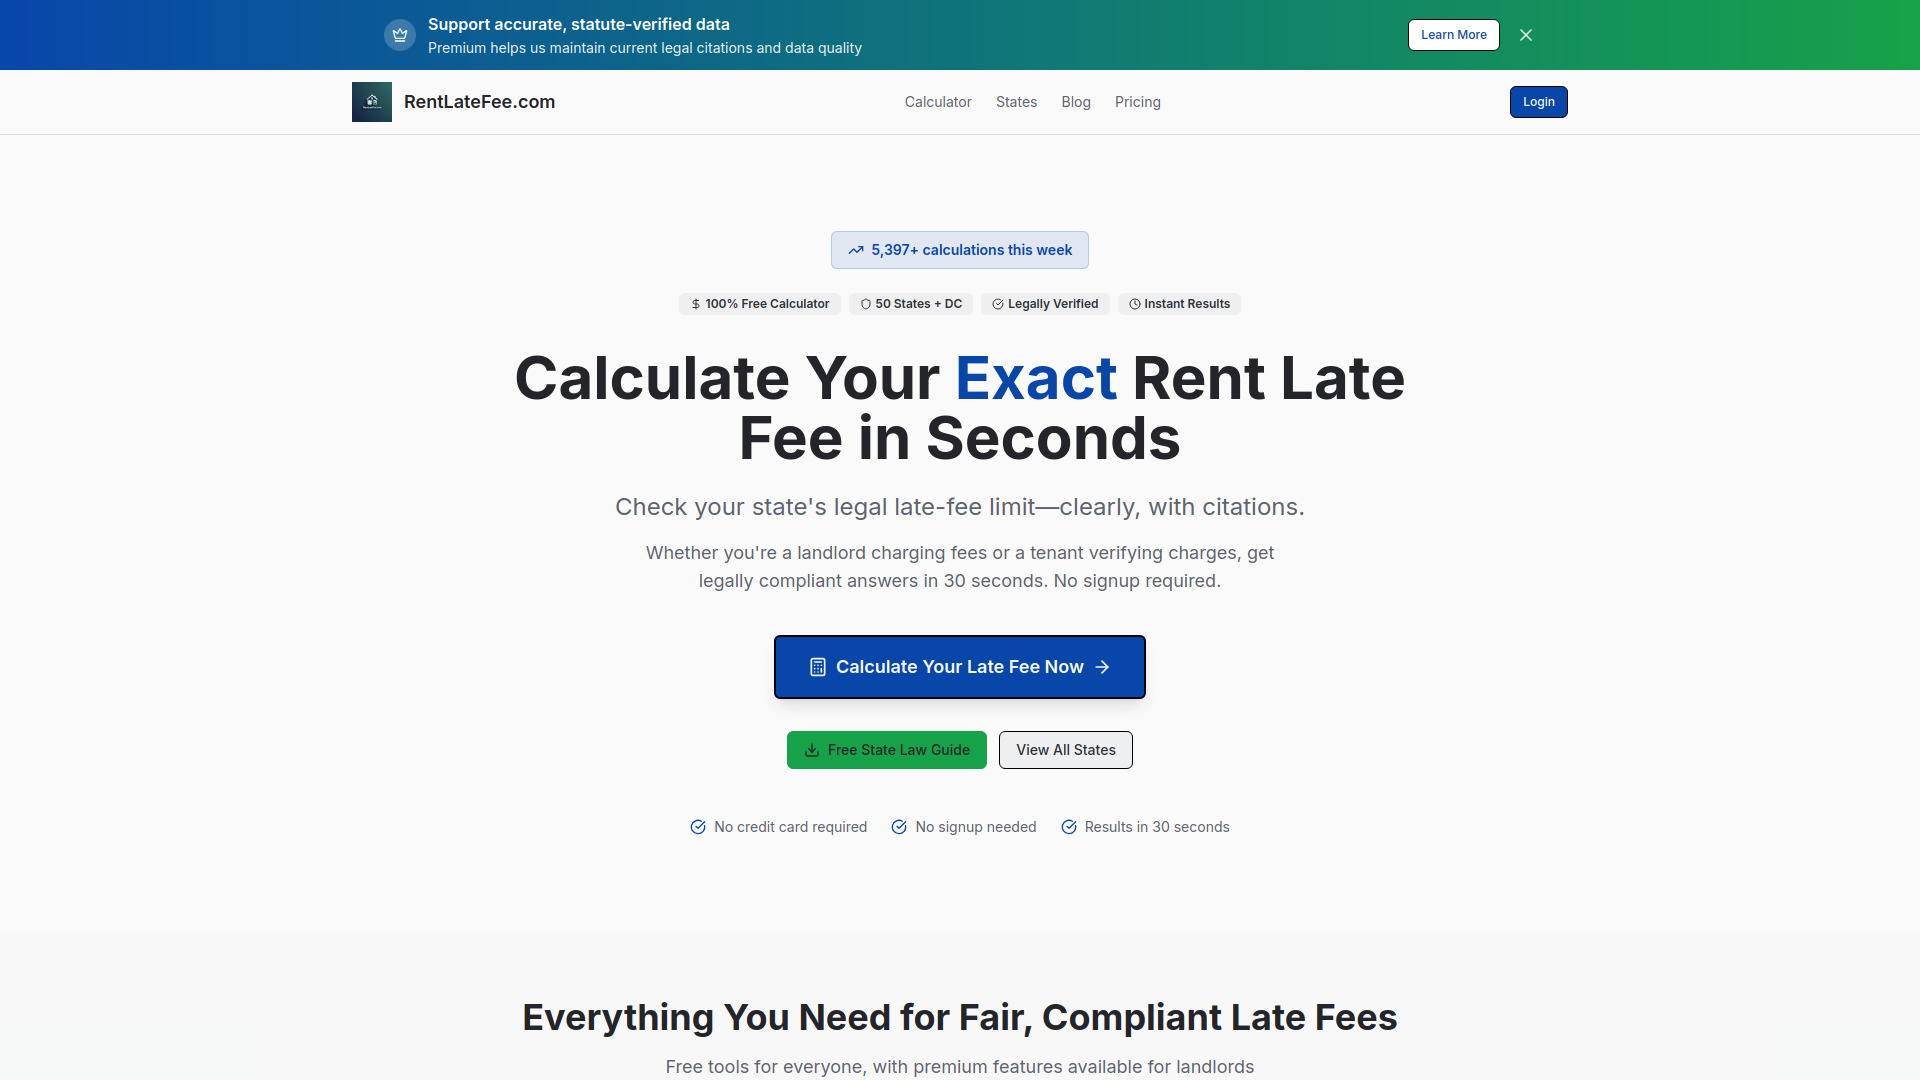 Support accurate, statute-verified data
Premium helps us maintain current legal citations and data quality
Learn More
RentLateFee.com
Calculator
States
Blog
Pricing
Login
5,397+ calculations this week
100% Free Calculator
50 States + DC
Legally Verified
Instant Results
Calculate Your Exact Rent Late
Fee in Seconds
Check your state's legal late-fee limit—clearly, with citations.
Whether you're a landlord charging fees or a tenant verifying charges, get
legally compliant answers in 30 seconds. No signup required.
Calculate Your Late Fee Now
Free State Law Guide
View All States
No credit card required
No signup needed
Results in 30 seconds
Everything You Need for Fair, Compliant Late Fees
Free tools for everyone, with premium features available for landlords